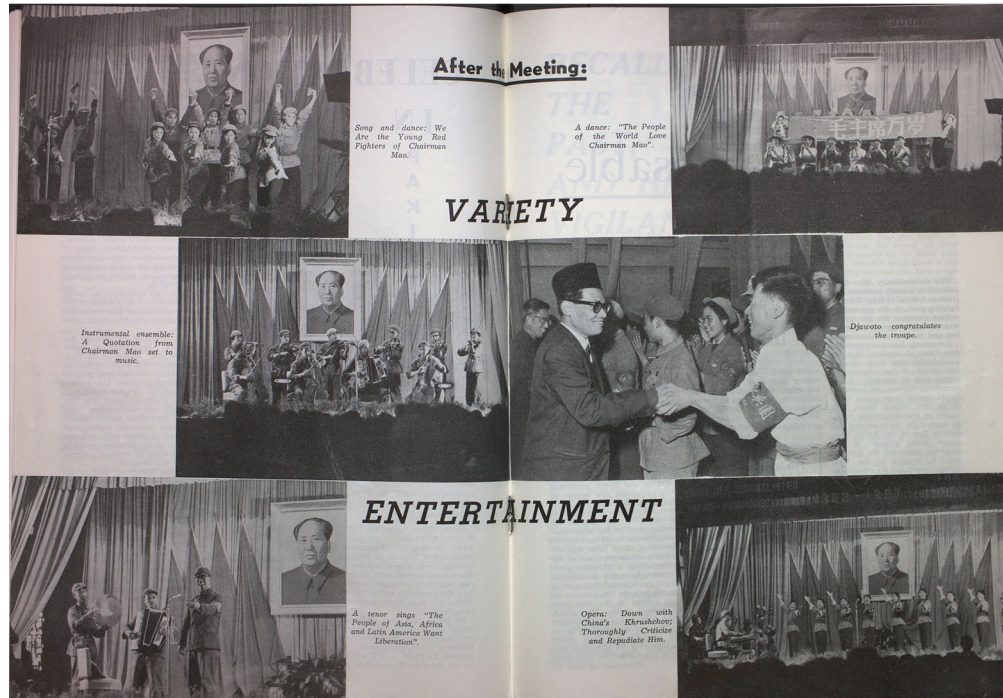 After the Meeting:
Song and dance: We
Are the Young Red
Fighters of Chairman
Mao.
A dance: "The People
of the World Love
Chairman Mao".
毛主席万岁
VARIETY
Instrumental ensemble:
A Quotation from
Chairman Mao set to
music.
Djawoto congratulates
the troupe.
ENTERTAINMENT
A tenor sings "The
People of Asia, Africa
and Latin America Want
Liberation".
Opera: Down with
China's Khrushchov;
Thoroughly Criticize
and Repudiate Him.